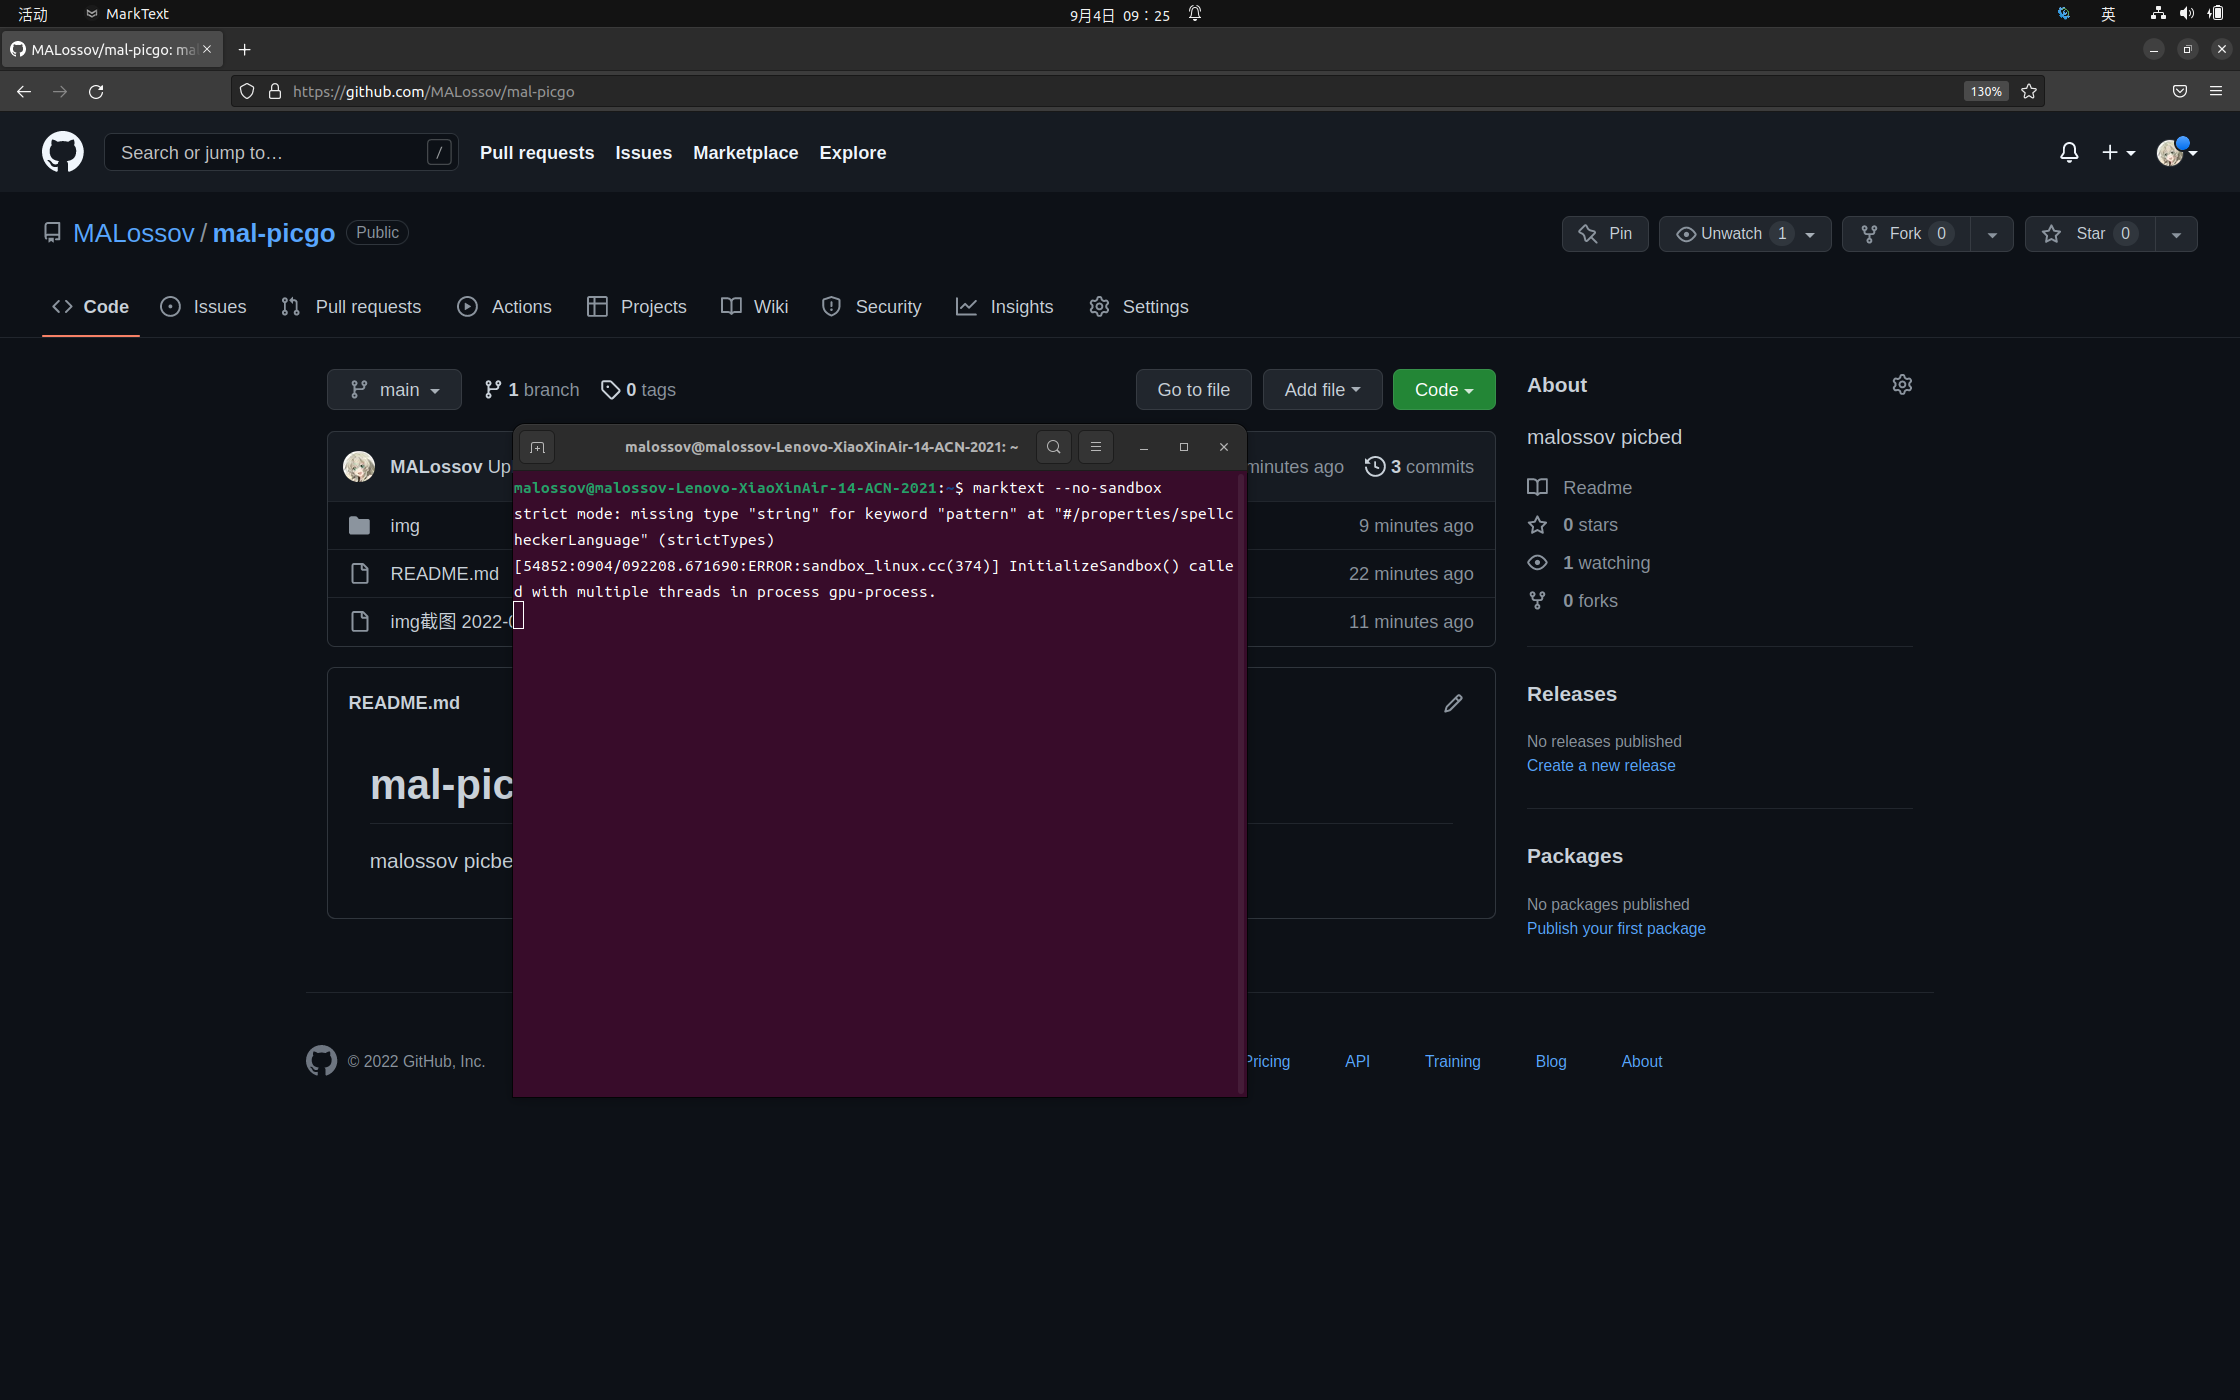 活动 MarkText 9月4日 09：25 英
MALossov/mal-picgo: ma
https://github.com/MALossov/mal-picgo 130%
Search or jump to… / Pull requests Issues Marketplace Explore
MALossov / mal-picgo Public Pin Unwatch 1 Fork 0 Star 0
Code Issues Pull requests Actions Projects Wiki Security Insights Settings
main 1 branch 0 tags Go to file Add file Code
MALossov Up minutes ago 3 commits
img 9 minutes ago
README.md 22 minutes ago
img截图 2022-0 11 minutes ago
README.md
mal-pic
malossov picbe
malossov@malossov-Lenovo-XiaoXinAir-14-ACN-2021: ~
malossov@malossov-Lenovo-XiaoXinAir-14-ACN-2021:~$ marktext --no-sandbox
strict mode: missing type "string" for keyword "pattern" at "#/properties/spellc
heckerLanguage" (strictTypes)
[54852:0904/092208.671690:ERROR:sandbox_linux.cc(374)] InitializeSandbox() calle
d with multiple threads in process gpu-process.
About
malossov picbed
Readme
0 stars
1 watching
0 forks
Releases
No releases published
Create a new release
Packages
No packages published
Publish your first package
© 2022 GitHub, Inc. Pricing API Training Blog About